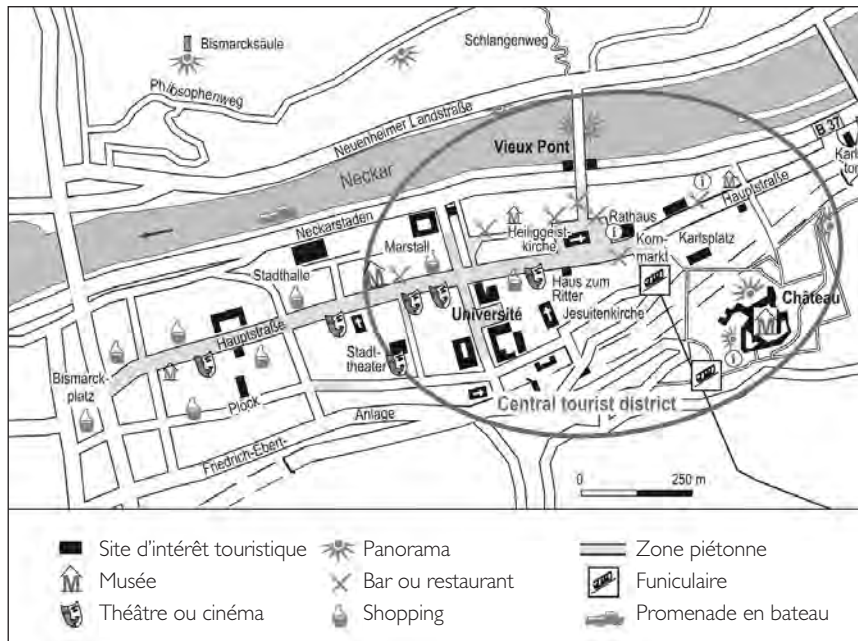 Bismarcksäule
Schlangenweg
Philosophenweg
Neuenheimer Landstraße
Vieux Pont
B 37
Neckar
Karls-
tor
Hauptstraße
Neckarstaden
Marstall
Heiliggeist-
kirche
Rathaus
i
i
Korn-
markt
Karlsplatz
Stadthalle
Haus zum
Ritter
Château
Université
Jesuitenkirche
Hauptstraße
Stadt-
theater
i
Bismarck-
platz
Plöck
Central tourist district
Anlage
Friedrich-Ebert-
0 250 m
Site d'intérêt touristique
Panorama
Zone piétonne
M Musée
Bar ou restaurant
Funiculaire
Théâtre ou cinéma
Shopping
Promenade en bateau